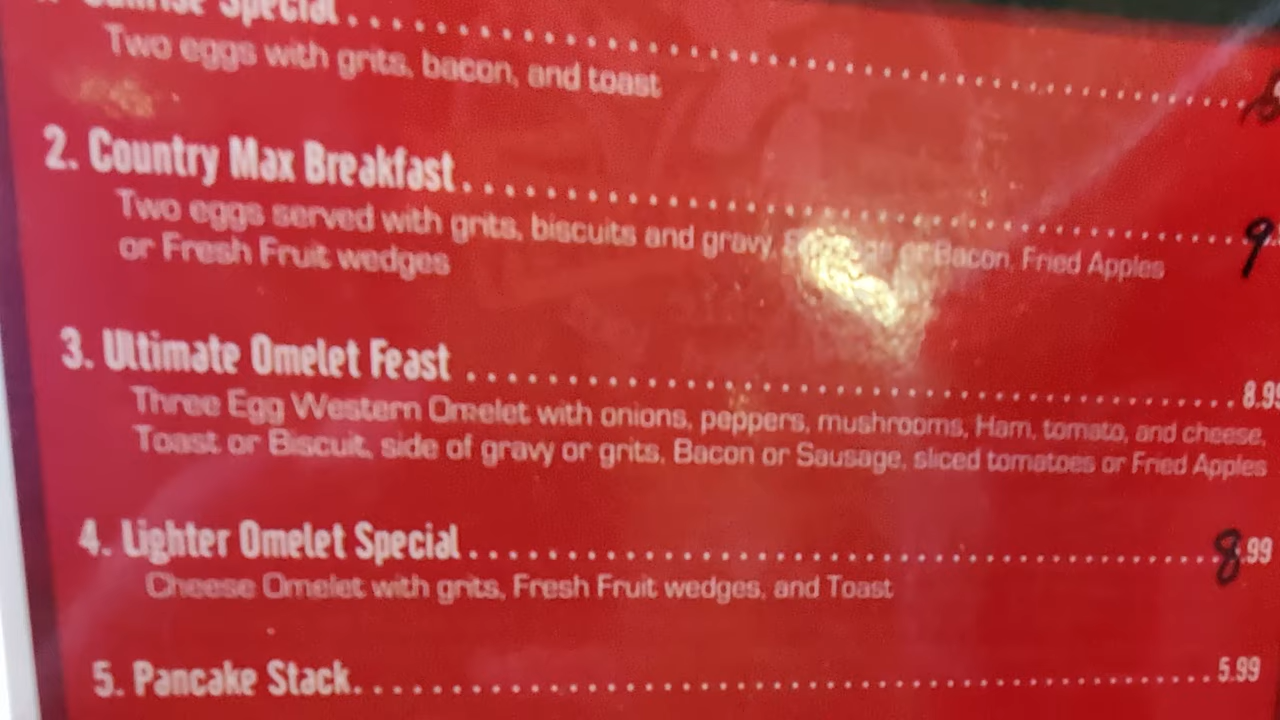 Special
Two eggs with grits, bacon, and toast
2. Country Max Breakfast 9
Two eggs served with grits, biscuits and gravy, or Bacon, Fried Apples
or Fresh Fruit wedges
3. Ultimate Omelet Feast 8.95
Three Egg Western Omelet with onions, peppers, mushrooms, Ham, tomato, and cheese,
Toast or Biscuit, side of gravy or grits, Bacon or Sausage, sliced tomatoes or Fried Apples
4. Lighter Omelet Special 8.99
Cheese Omelet with grits, Fresh Fruit wedges, and Toast
5. Pancake Stack 5.99